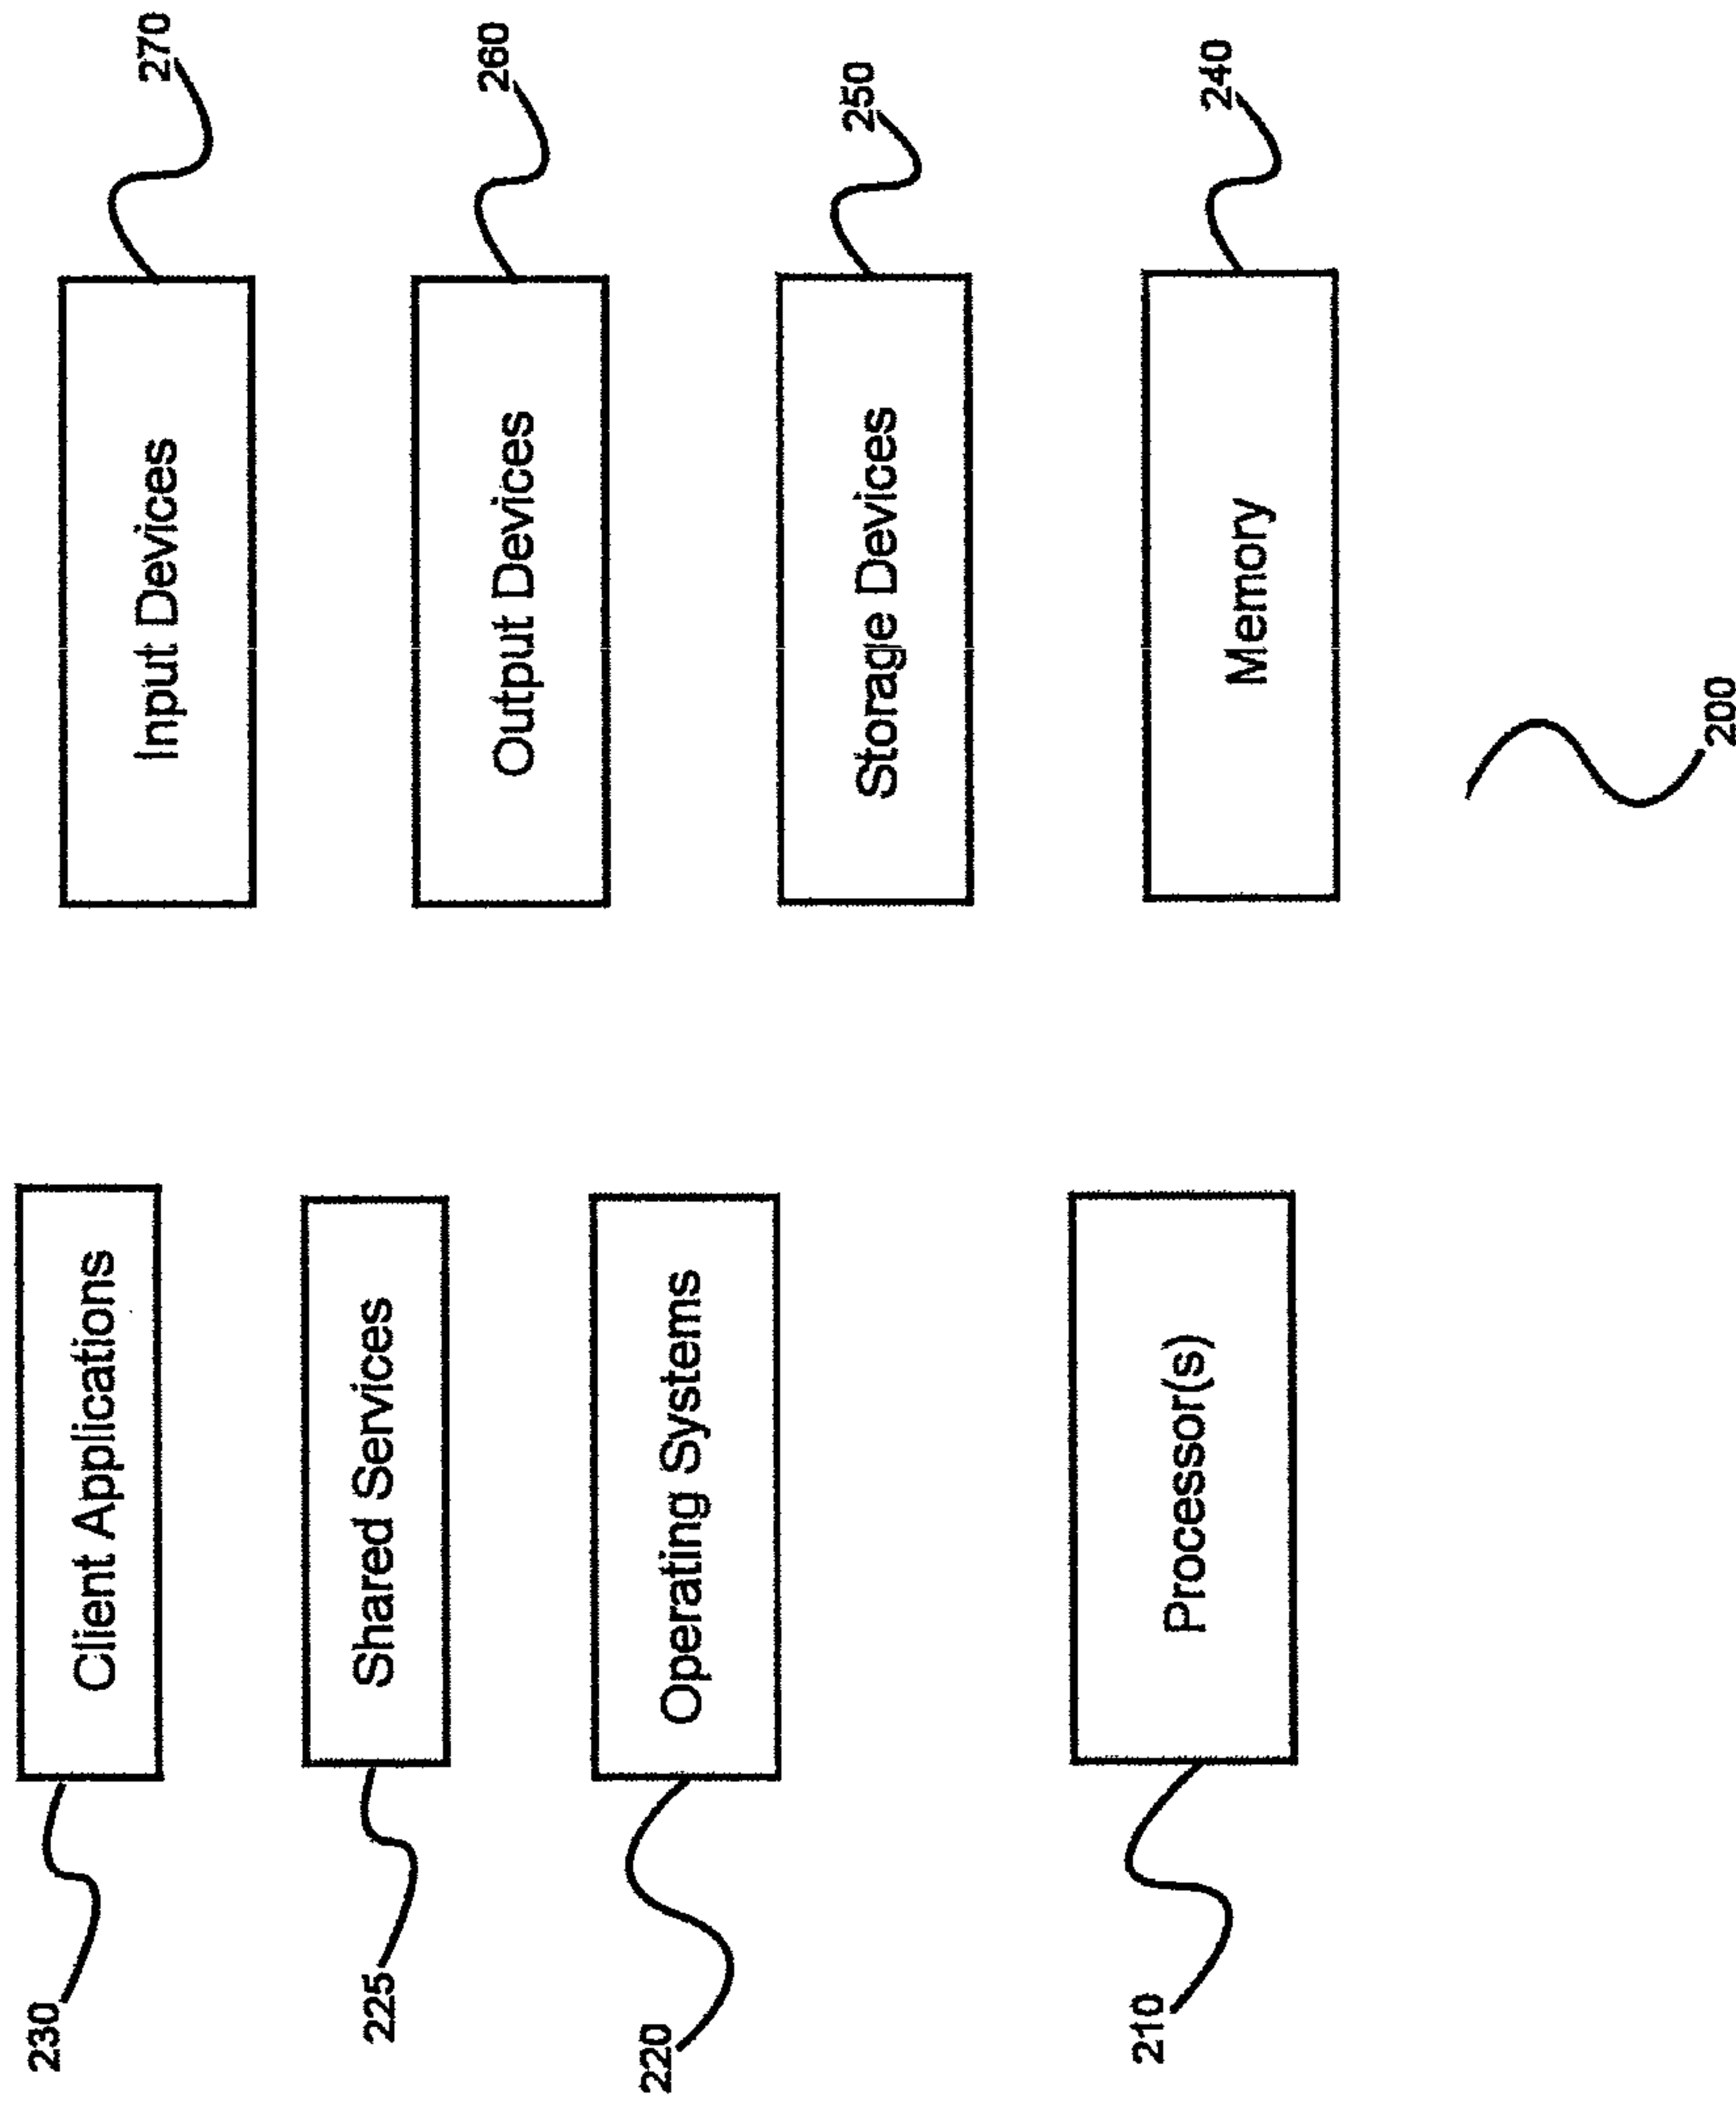 230
Client Applications
Input Devices
270
225
Shared Services
Output Devices
260
220
Operating Systems
Storage Devices
250
210
Processor(s)
Memory
240
200